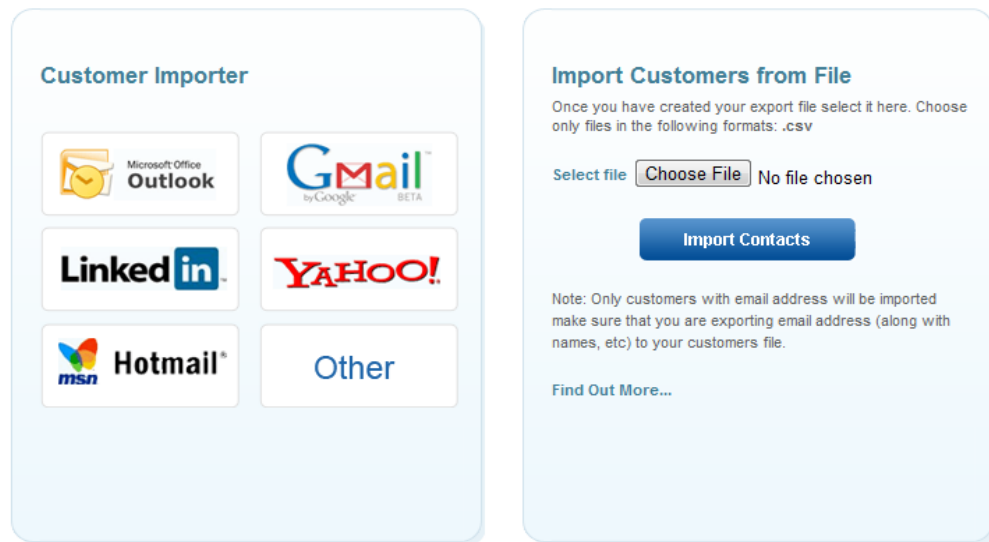 Customer Importer
Microsoft Office
Outlook
GMail™
by Google BETA
Linked in
YAHOO!
msn Hotmail®
Other
Import Customers from File
Once you have created your export file select it here. Choose
only files in the following formats: .csv
Select file Choose File No file chosen
Import Contacts
Note: Only customers with email address will be imported
make sure that you are exporting email address (along with
names, etc) to your customers file.
Find Out More...